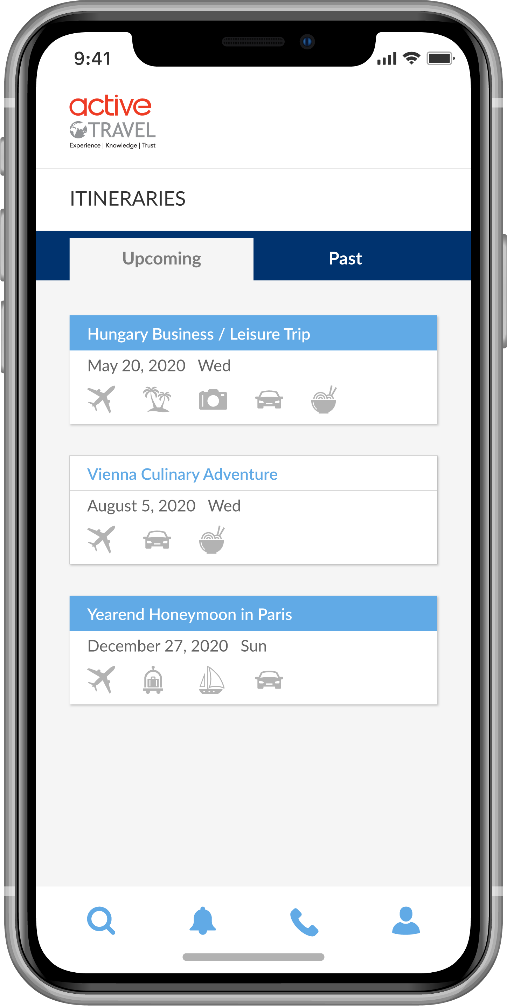 9:41
active
TRAVEL
Experience | Knowledge | Trust
ITINERARIES
Upcoming Past
Hungary Business / Leisure Trip
May 20, 2020 Wed
Vienna Culinary Adventure
August 5, 2020 Wed
Yearend Honeymoon in Paris
December 27, 2020 Sun